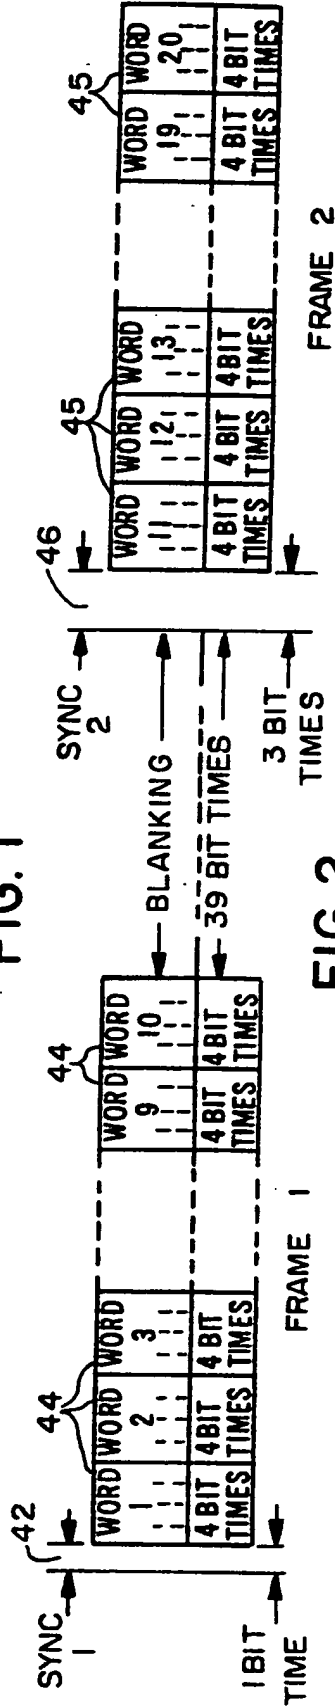 FIG. 1
SYNC
1
42
44
WORD
1
WORD
2
WORD
3
44
WORD
9
WORD
10
4 BIT
TIMES
4 BIT
TIMES
4 BIT
TIMES
4 BIT
TIMES
4 BIT
TIMES
1 BIT
TIME
FRAME 1
BLANKING
39 BIT TIMES
SYNC
2
46
45
WORD
11
WORD
12
WORD
13
45
WORD
19
WORD
20
4 BIT
TIMES
4 BIT
TIMES
4 BIT
TIMES
4 BIT
TIMES
4 BIT
TIMES
3 BIT
TIMES
FRAME 2
FIG.